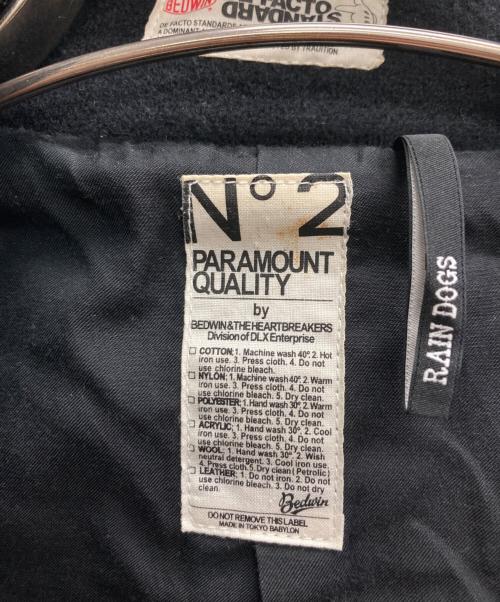 BEDWIN
FACTO
STANDARD
DE FACTO STANDARD
A DOMINANT
BY TRADITION
N° 2
PARAMOUNT
QUALITY
by
BEDWIN&THEHEARTBREAKERS
Division of DLX Enterprise
COTTON: 1. Machine wash 40° 2. Hot
iron use. 3. Press cloth. 4. Do not
use chlorine bleach.
NYLON: 1. Machine wash 40° 2. Warm
iron use. 3. Press cloth. 4. Do not
use chlorine bleach. 5. Dry clean.
POLYESTER: 1. Hand wash 30° 2. Warm
iron use. 3. Press cloth. 4. Do not
use chlorine bleach. 5. Dry clean.
ACRYLIC: 1. Hand wash 30° 2. Cool
iron use. 3. Press cloth. 4. Do not
use chlorine bleach. 5. Dry clean.
WOOL: 1. Hand wash 30° 2. Wish
neutral detergent. 3. Cool iron use.
4. Press cloth. 5. Dry clean ( Petrolic )
LEATHER: 1. Do not iron. 2. Do not
use chlorine bleach. 3. Do not dry
clean.
Bedwin
DO NOT REMOVE THIS LABEL
MADE IN TOKYO BABYLON
RAIN DOGS